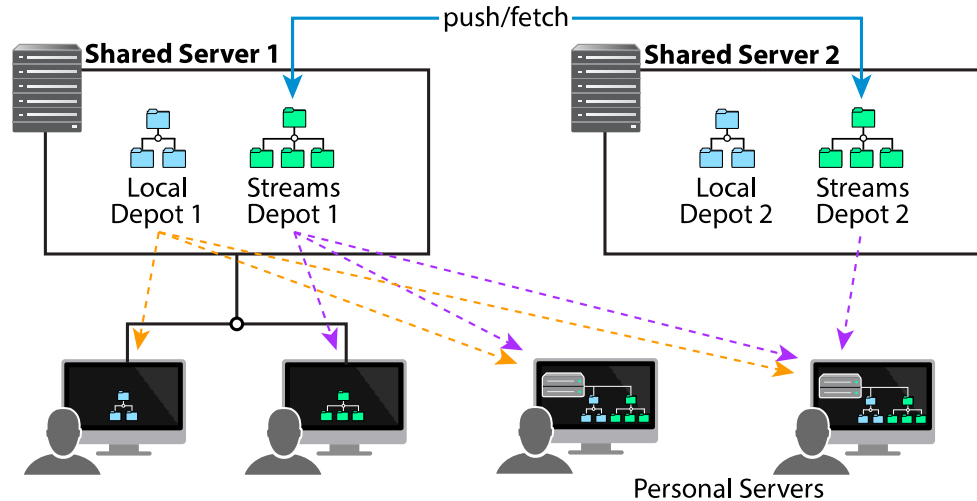 push/fetch
Shared Server 1
Shared Server 2
Local
Depot 1
Streams
Depot 1
Local
Depot 2
Streams
Depot 2
Personal Servers